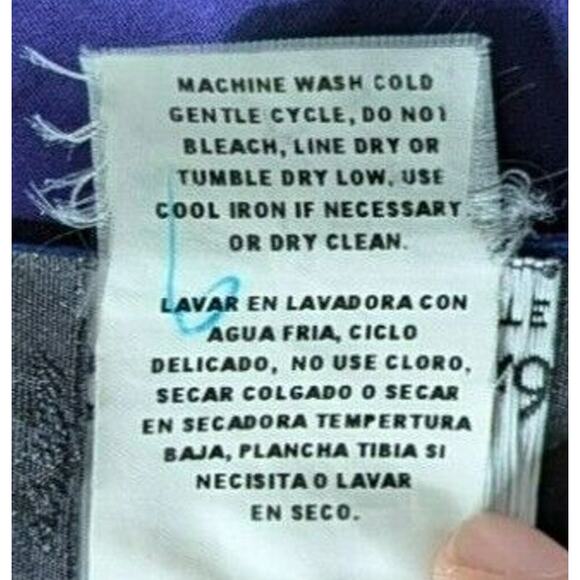 MACHINE WASH COLD
GENTLE CYCLE, DO NOT
BLEACH, LINE DRY OR
TUMBLE DRY LOW, USE
COOL IRON IF NECESSARY
OR DRY CLEAN.
LAVAR EN LAVADORA CON
AGUA FRIA, CICLO
DELICADO, NO USE CLORO,
SECAR COLGADO O SECAR
EN SECADORA TEMPERTURA
BAJA, PLANCHA TIBIA SI
NECISITA O LAVAR
EN SECO.